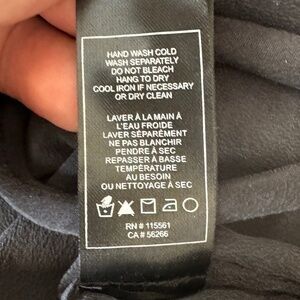 HAND WASH COLD
WASH SEPARATELY
DO NOT BLEACH
HANG TO DRY
COOL IRON IF NECESSARY
OR DRY CLEAN
LAVER À LA MAIN À
L'EAU FROIDE
LAVER SÉPARÉMENT
NE PAS BLANCHIR
PENDRE À SEC
REPASSER À BASSE
TEMPÉRATURE
AU BESOIN
OU NETTOYAGE À SEC
RN # 115561
CA # 56266